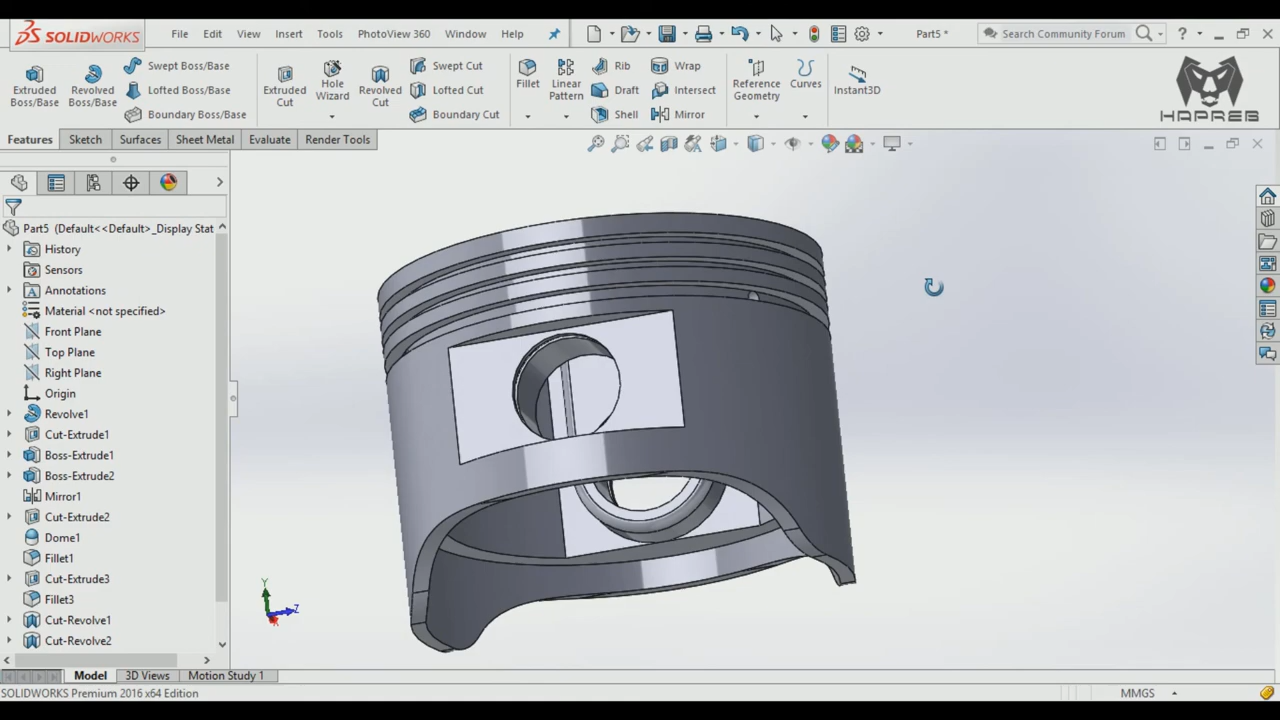 SOLIDWORKS File Edit View Insert Tools PhotoView 360 Window Help Part5 * Search Community Forum ?
Extruded Boss/Base
Revolved Boss/Base
Swept Boss/Base
Lofted Boss/Base
Boundary Boss/Base
Extruded Cut
Hole Wizard
Revolved Cut
Swept Cut
Lofted Cut
Boundary Cut
Fillet
Linear Pattern
Rib
Draft
Shell
Wrap
Intersect
Mirror
Reference Geometry
Curves
Instant3D
HAPREB
Features Sketch Surfaces Sheet Metal Evaluate Render Tools
Part5 (Default<<Default>_Display Stat
History
Sensors
Annotations
Material <not specified>
Front Plane
Top Plane
Right Plane
Origin
Revolve1
Cut-Extrude1
Boss-Extrude1
Boss-Extrude2
Mirror1
Cut-Extrude2
Dome1
Fillet1
Cut-Extrude3
Fillet3
Cut-Revolve1
Cut-Revolve2
Y
Z
X
Model 3D Views Motion Study 1
SOLIDWORKS Premium 2016 x64 Edition MMGS